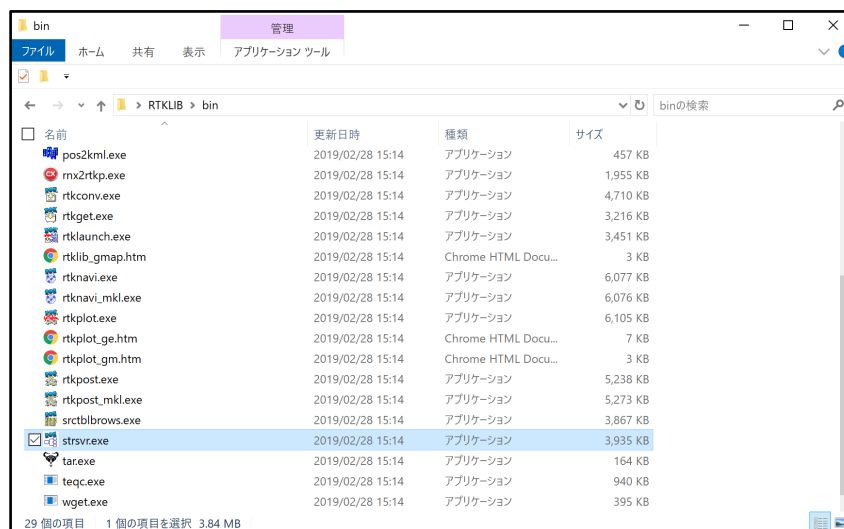 bin
管理
ファイル ホーム 共有 表示 アプリケーション ツール
RTKLIB bin binの検索
名前 更新日時 種類 サイズ
pos2kml.exe 2019/02/28 15:14 アプリケーション 457 KB
rnx2rtkp.exe 2019/02/28 15:14 アプリケーション 1,955 KB
rtkconv.exe 2019/02/28 15:14 アプリケーション 4,710 KB
rtkget.exe 2019/02/28 15:14 アプリケーション 3,216 KB
rtklaunch.exe 2019/02/28 15:14 アプリケーション 3,451 KB
rtklib_gmap.htm 2019/02/28 15:14 Chrome HTML Docu... 3 KB
rtknavi.exe 2019/02/28 15:14 アプリケーション 6,077 KB
rtknavi_mkl.exe 2019/02/28 15:14 アプリケーション 6,076 KB
rtkplot.exe 2019/02/28 15:14 アプリケーション 6,105 KB
rtkplot_ge.htm 2019/02/28 15:14 Chrome HTML Docu... 7 KB
rtkplot_gm.htm 2019/02/28 15:14 Chrome HTML Docu... 3 KB
rtkpost.exe 2019/02/28 15:14 アプリケーション 5,238 KB
rtkpost_mkl.exe 2019/02/28 15:14 アプリケーション 5,273 KB
srctblbrows.exe 2019/02/28 15:14 アプリケーション 3,867 KB
strsvr.exe 2019/02/28 15:14 アプリケーション 3,935 KB
tar.exe 2019/02/28 15:14 アプリケーション 164 KB
teqc.exe 2019/02/28 15:14 アプリケーション 940 KB
wget.exe 2019/02/28 15:14 アプリケーション 395 KB
29 個の項目 1 個の項目を選択 3.84 MB